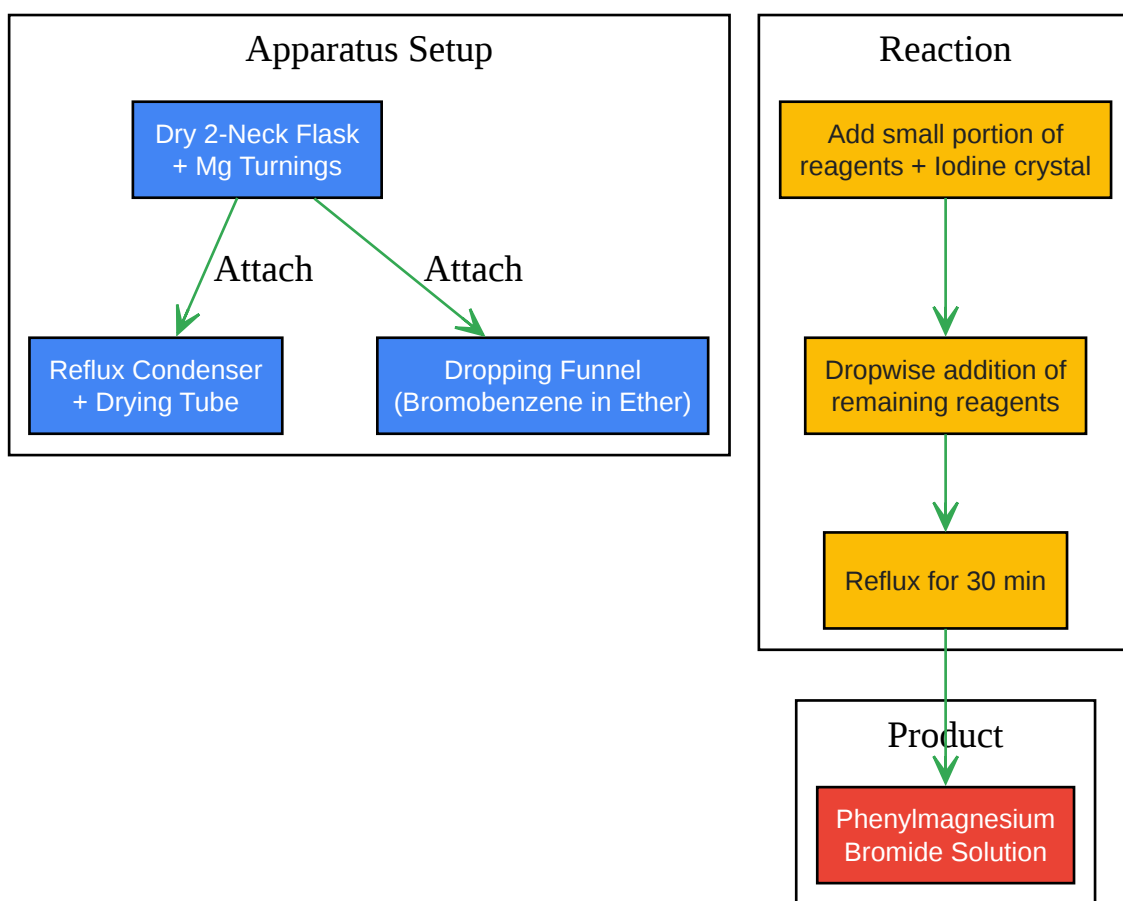 Apparatus Setup
Dry 2-Neck Flask
+ Mg Turnings
Attach
Attach
Reflux Condenser
+ Drying Tube
Dropping Funnel
(Bromobenzene in Ether)
Reaction
Add small portion of
reagents + Iodine crystal
Dropwise addition of
remaining reagents
Reflux for 30 min
Product
Phenylmagnesium
Bromide Solution